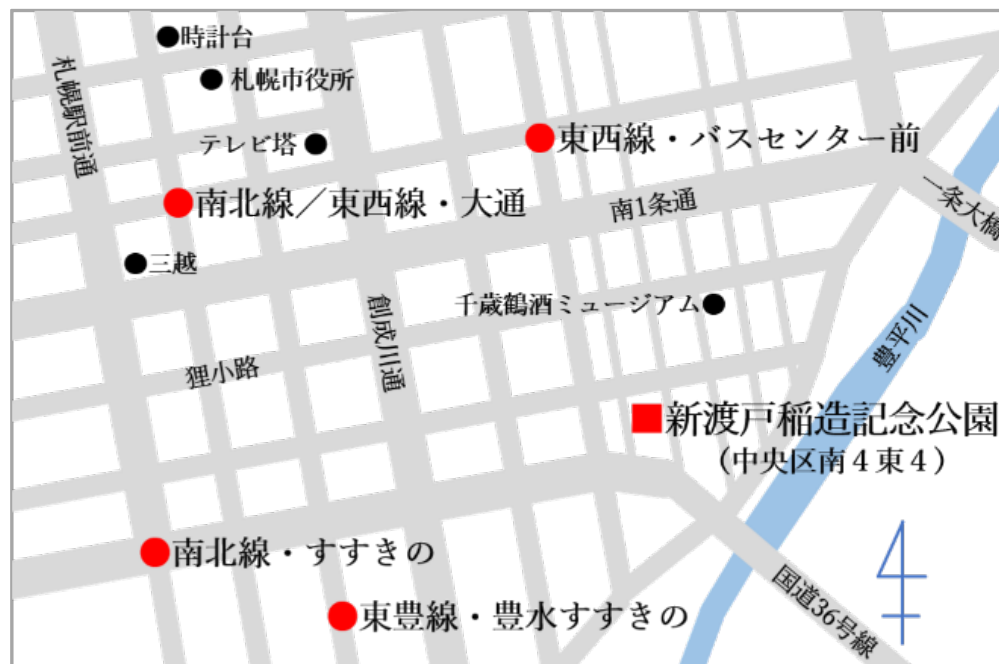 時計台
札幌市役所
札幌駅前通
テレビ塔
東西線・バスセンター前
南北線／東西線・大通
南1条通
一条大橋
三越
千歳鶴酒ミュージアム
創成川通
豊平川
狸小路
新渡戸稲造記念公園
（中央区南４東４）
南北線・すすきの
国道36号線
東豊線・豊水すすきの